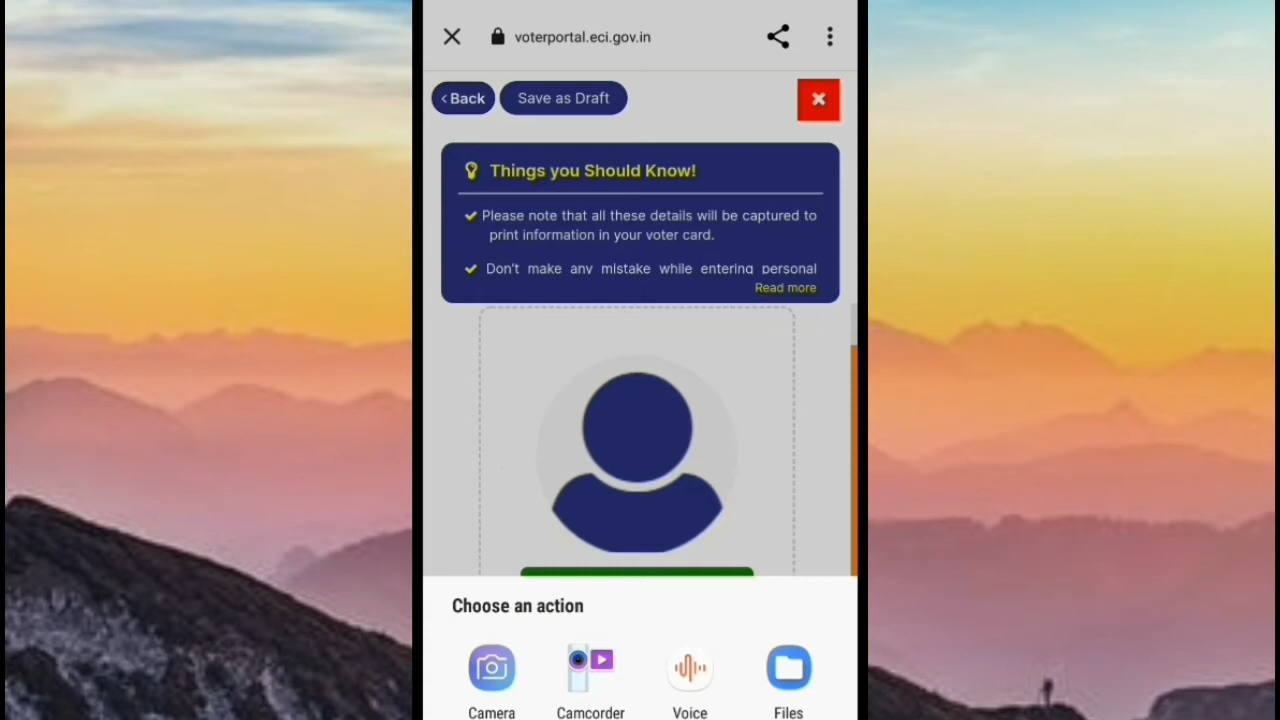 voterportal.eci.gov.in
Back
Save as Draft
Things you Should Know!
Please note that all these details will be captured to
print information in your voter card.
Don't make any mistake while entering personal
Read more
Choose an action
Camera
Camcorder
Voice
Files